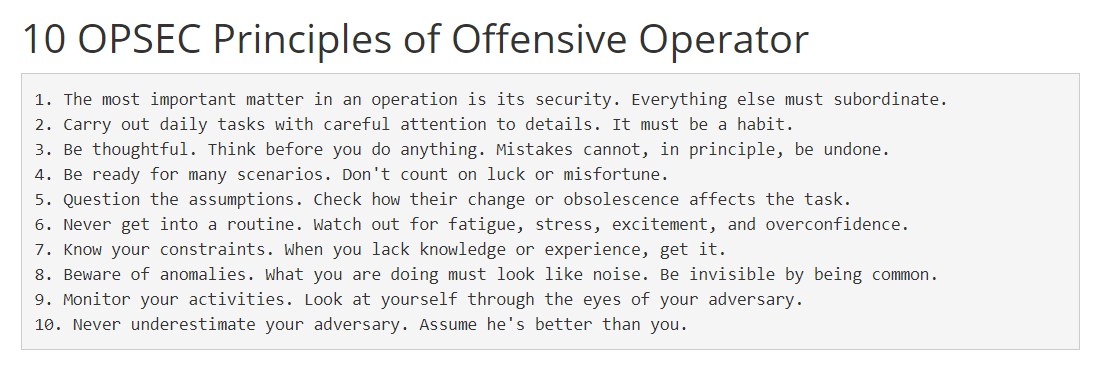 10 OPSEC Principles of Offensive Operator
1. The most important matter in an operation is its security. Everything else must subordinate.
2. Carry out daily tasks with careful attention to details. It must be a habit.
3. Be thoughtful. Think before you do anything. Mistakes cannot, in principle, be undone.
4. Be ready for many scenarios. Don't count on luck or misfortune.
5. Question the assumptions. Check how their change or obsolescence affects the task.
6. Never get into a routine. Watch out for fatigue, stress, excitement, and overconfidence.
7. Know your constraints. When you lack knowledge or experience, get it.
8. Beware of anomalies. What you are doing must look like noise. Be invisible by being common.
9. Monitor your activities. Look at yourself through the eyes of your adversary.
10. Never underestimate your adversary. Assume he's better than you.